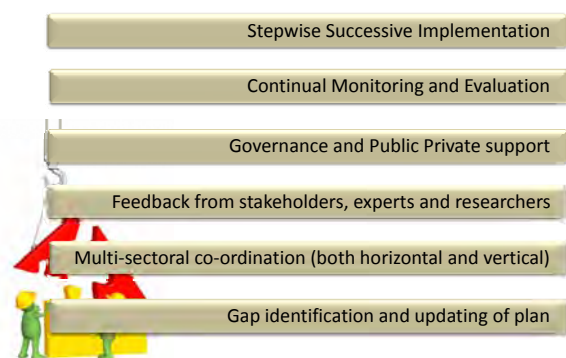 Stepwise Successive Implementation
Continual Monitoring and Evaluation
Governance and Public Private support
Feedback from stakeholders, experts and researchers
Multi-sectoral co-ordination (both horizontal and vertical)
Gap identification and updating of plan